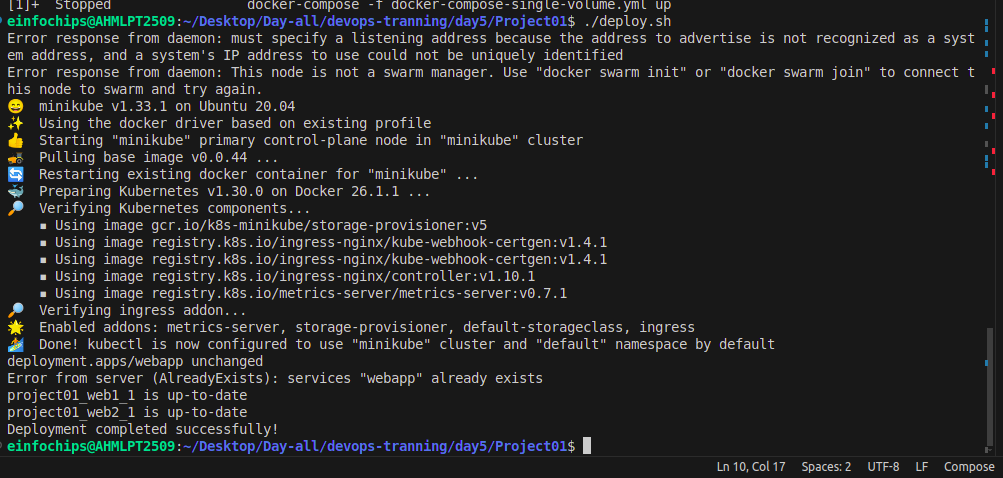 [1]+  Stopped                 docker-compose -f docker-compose-single-volume.yml up
einfochips@AHMLPT2509:~/Desktop/Day-all/devops-tranning/day5/Project01$ ./deploy.sh
Error response from daemon: must specify a listening address because the address to advertise is not recognized as a syst
em address, and a system's IP address to use could not be uniquely identified
Error response from daemon: This node is not a swarm manager. Use "docker swarm init" or "docker swarm join" to connect t
his node to swarm and try again.
😄  minikube v1.33.1 on Ubuntu 20.04
✨  Using the docker driver based on existing profile
👍  Starting "minikube" primary control-plane node in "minikube" cluster
🚜  Pulling base image v0.0.44 ...
🔄  Restarting existing docker container for "minikube" ...
🐳  Preparing Kubernetes v1.30.0 on Docker 26.1.1 ...
🔎  Verifying Kubernetes components...
    ▪ Using image gcr.io/k8s-minikube/storage-provisioner:v5
    ▪ Using image registry.k8s.io/ingress-nginx/kube-webhook-certgen:v1.4.1
    ▪ Using image registry.k8s.io/ingress-nginx/kube-webhook-certgen:v1.4.1
    ▪ Using image registry.k8s.io/ingress-nginx/controller:v1.10.1
    ▪ Using image registry.k8s.io/metrics-server/metrics-server:v0.7.1
🔎  Verifying ingress addon...
🌟  Enabled addons: metrics-server, storage-provisioner, default-storageclass, ingress
🏄  Done! kubectl is now configured to use "minikube" cluster and "default" namespace by default
deployment.apps/webapp unchanged
Error from server (AlreadyExists): services "webapp" already exists
project01_web1_1 is up-to-date
project01_web2_1 is up-to-date
Deployment completed successfully!
einfochips@AHMLPT2509:~/Desktop/Day-all/devops-tranning/day5/Project01$
Ln 10, Col 17   Spaces: 2   UTF-8   LF   Compose